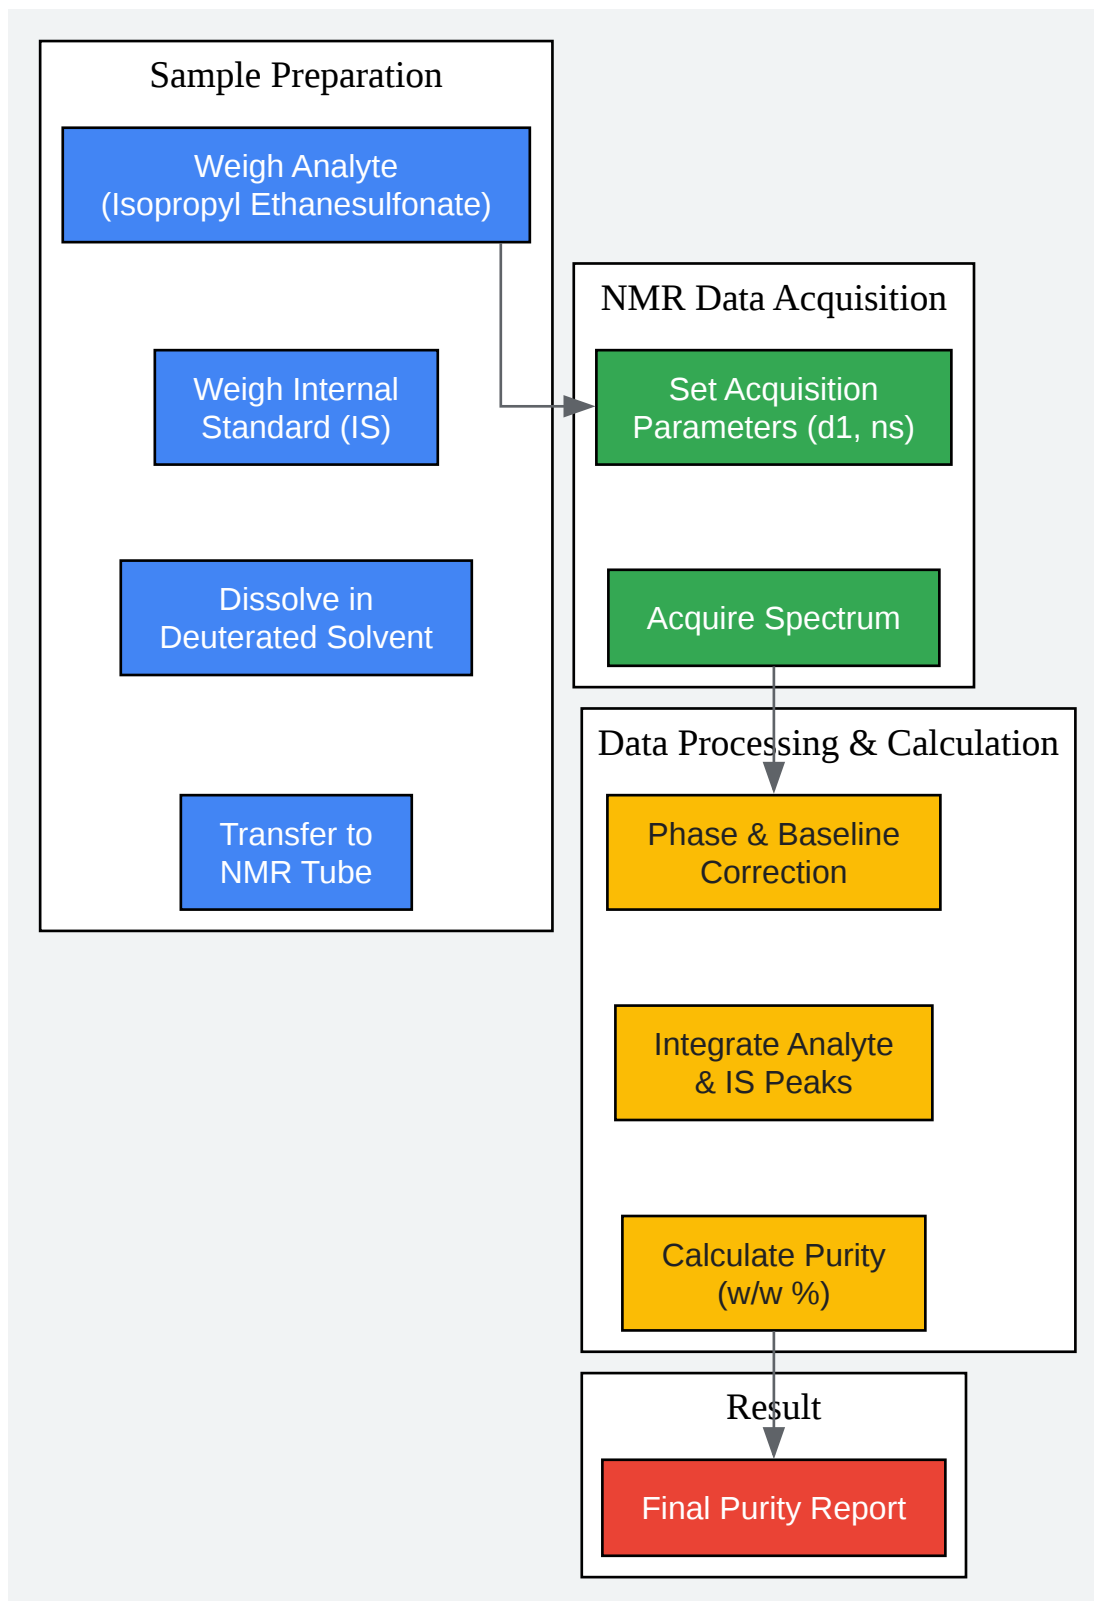 Sample Preparation
Weigh Analyte
(Isopropyl Ethanesulfonate)
Weigh Internal
Standard (IS)
Dissolve in
Deuterated Solvent
Transfer to
NMR Tube
NMR Data Acquisition
Set Acquisition
Parameters (d1, ns)
Acquire Spectrum
Data Processing & Calculation
Phase & Baseline
Correction
Integrate Analyte
& IS Peaks
Calculate Purity
(w/w %)
Result
Final Purity Report